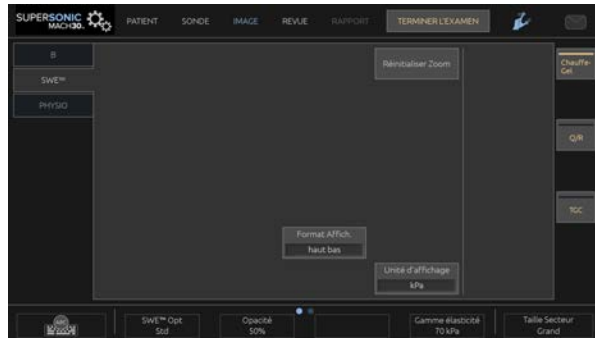 SUPERSONIC
MACH30.
PATIENT
SONDE
IMAGE
REVUE
RAPPORT
TERMINER L'EXAMEN
B
SWE™
PHYSIO
Réinitialiser Zoom
Chauffe-
Gel
Q/R
TGC
Format Affich.
haut bas
Unité d'affichage
kPa
ABC
SWE™ Opt
Std
Opacité
50%
Gamme élasticité
70 kPa
Taille Secteur
Grand